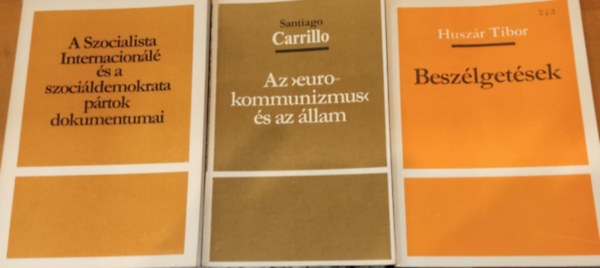 A Szocialista
Internacionálé
és a
szociáldemokrata
pártok
dokumentumai
Santiago
Carrillo
Az ›euro-
kommunizmus‹
és az állam
Huszár Tibor
Beszélgetések